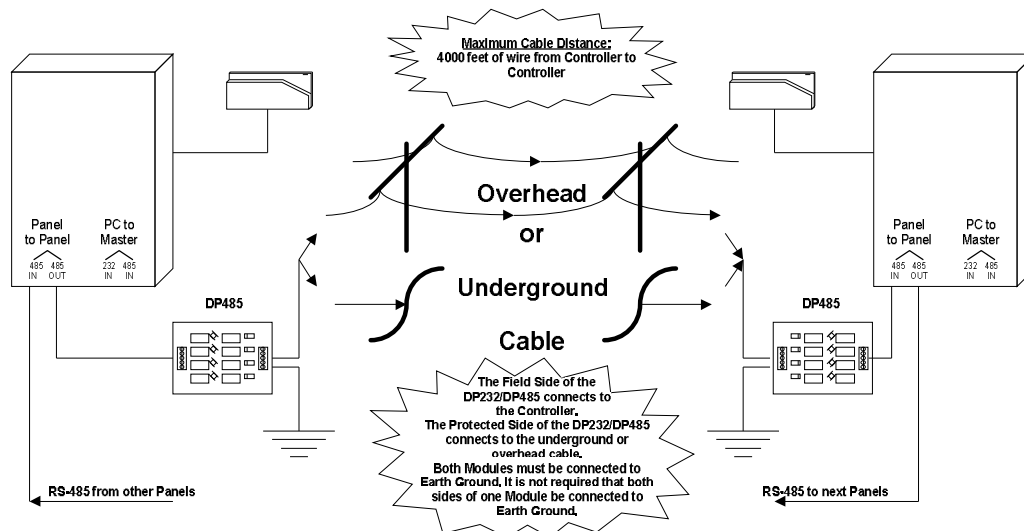 Maximum Cable Distance:
4000 feet of wire from Controller to
Controller
Overhead
or
Underground
Cable
Panel
to Panel
PC to
Master
485
IN
485
OUT
232
IN
485
IN
DP485
RS-485 from other Panels
Panel
to Panel
PC to
Master
485
IN
485
OUT
232
IN
485
IN
DP485
RS-485 to next Panels
The Field Side of the
DP232/DP485 connects to
the Controller.
The Protected Side of the DP232/DP485
connects to the underground or
overhead cable.
Both Modules must be connected to
Earth Ground. It is not required that both
sides of one Module be connected to
Earth Ground.